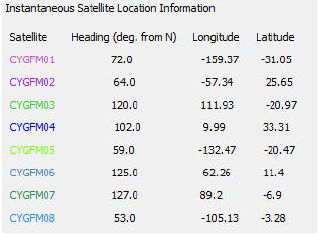 Instantaneous Satellite Location Information
Satellite Heading (deg. from N) Longitude Latitude
CYGFM01 72.0 -159.37 -31.05
CYGFM02 64.0 -57.34 25.65
CYGFM03 120.0 111.93 -20.97
CYGFM04 102.0 9.99 33.31
CYGFM05 59.0 -132.47 -20.47
CYGFM06 125.0 62.26 11.4
CYGFM07 127.0 89.2 -6.9
CYGFM08 53.0 -105.13 -3.28